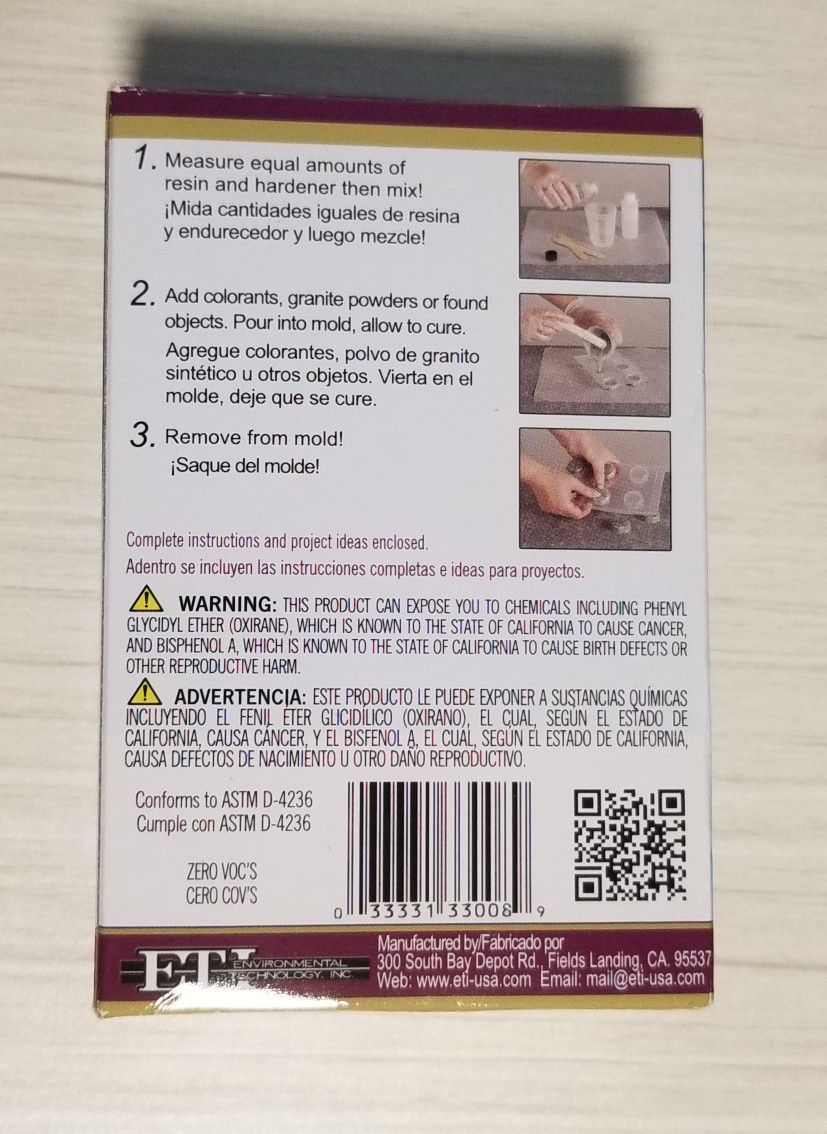 1. Measure equal amounts of
resin and hardener then mix!
¡Mida cantidades iguales de resina
y endurecedor y luego mezcle!
2. Add colorants, granite powders or found
objects. Pour into mold, allow to cure.
Agregue colorantes, polvo de granito
sintético u otros objetos. Vierta en el
molde, deje que se cure.
3. Remove from mold!
¡Saque del molde!
Complete instructions and project ideas enclosed.
Adentro se incluyen las instrucciones completas e ideas para proyectos.
WARNING: THIS PRODUCT CAN EXPOSE YOU TO CHEMICALS INCLUDING PHENYL
GLYCIDYL ETHER (OXIRANE), WHICH IS KNOWN TO THE STATE OF CALIFORNIA TO CAUSE CANCER,
AND BISPHENOL A, WHICH IS KNOWN TO THE STATE OF CALIFORNIA TO CAUSE BIRTH DEFECTS OR
OTHER REPRODUCTIVE HARM.
ADVERTENCIA: ESTE PRODUCTO LE PUEDE EXPONER A SUSTANCIAS QUÍMICAS
INCLUYENDO EL FENIL ÉTER GLICIDÍLICO (OXIRANO), EL CUAL, SEGÚN EL ESTADO DE
CALIFORNIA, CAUSA CÁNCER, Y EL BISFENOL A, EL CUAL, SEGÚN EL ESTADO DE CALIFORNIA,
CAUSA DEFECTOS DE NACIMIENTO U OTRO DAÑO REPRODUCTIVO.
Conforms to ASTM D-4236
Cumple con ASTM D-4236
ZERO VOC'S
CERO COV'S
0 33331 33008 9
ETI ENVIRONMENTAL
TECHNOLOGY, INC.
Manufactured by/Fabricado por
300 South Bay Depot Rd., Fields Landing, CA. 95537
Web: www.eti-usa.com Email: mail@eti-usa.com